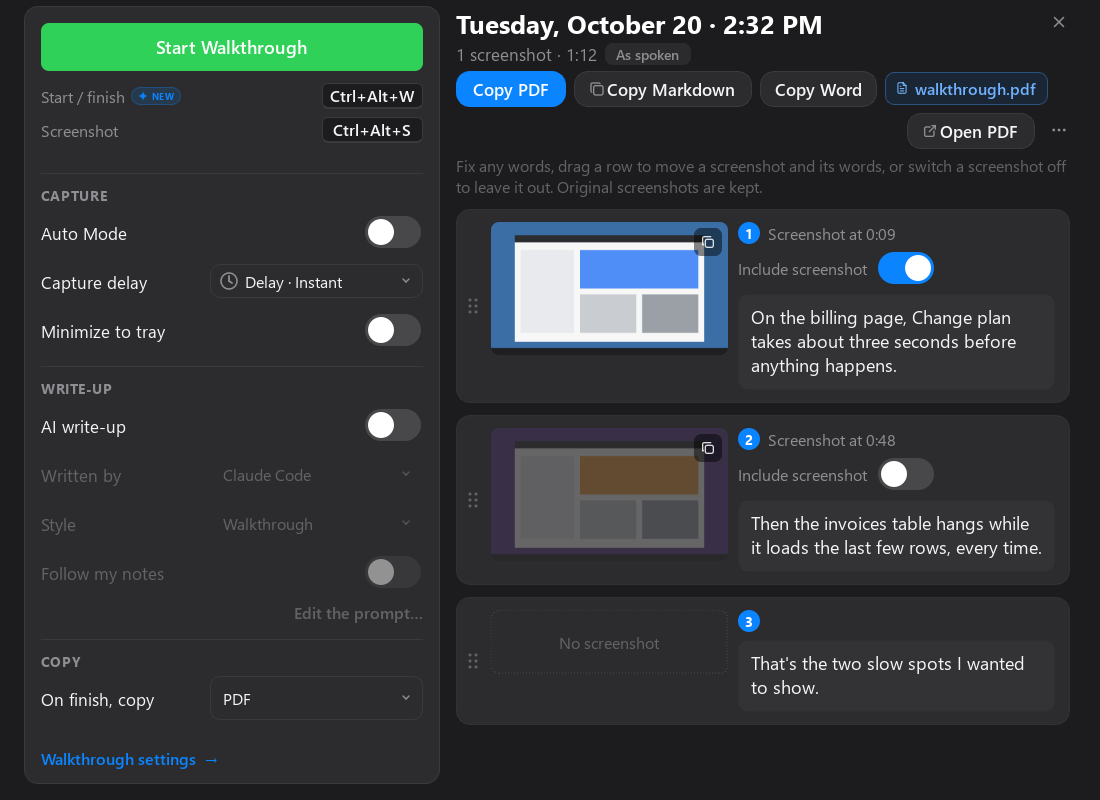 Start Walkthrough
Start / finish ✦ NEW Ctrl+Alt+W
Screenshot Ctrl+Alt+S
CAPTURE
Auto Mode
Capture delay Delay · Instant
Minimize to tray
WRITE-UP
AI write-up
Written by Claude Code
Style Walkthrough
Follow my notes
Edit the prompt...
COPY
On finish, copy PDF
Walkthrough settings →
Tuesday, October 20 · 2:32 PM
1 screenshot · 1:12 As spoken
Copy PDF Copy Markdown Copy Word walkthrough.pdf
Open PDF
Fix any words, drag a row to move a screenshot and its words, or switch a screenshot off
to leave it out. Original screenshots are kept.
1 Screenshot at 0:09
Include screenshot
On the billing page, Change plan
takes about three seconds before
anything happens.
2 Screenshot at 0:48
Include screenshot
Then the invoices table hangs while
it loads the last few rows, every time.
No screenshot
3
That's the two slow spots I wanted
to show.